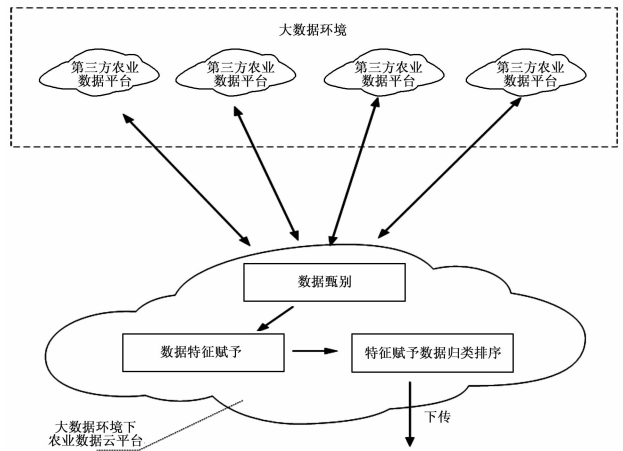 大数据环境
第三方农业
数据平台
第三方农业
数据平台
第三方农业
数据平台
第三方农业
数据平台
数据甄别
数据特征赋予
特征赋予数据归类排序
下传
大数据环境下
农业数据云平台